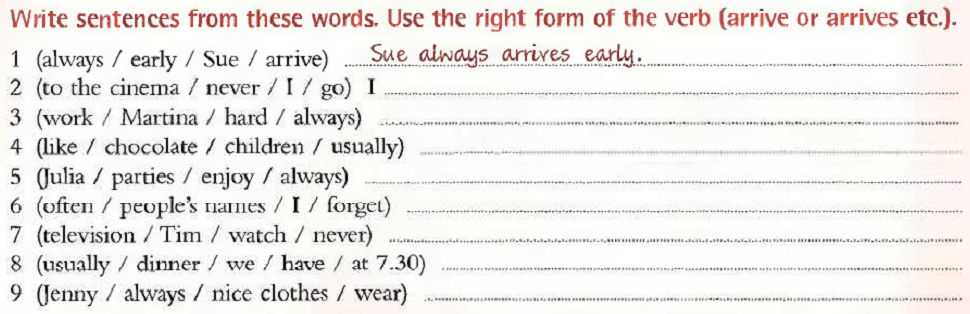 Write sentences from these words. Use the right form of the verb (arrive or arrives etc.).
1 (always / early / Sue / arrive) Sue always arrives early.
2 (to the cinema / never / I / go) I
3 (work / Martina / hard / always)
4 (like / chocolate / children / usually)
5 (Julia / parties / enjoy / always)
6 (often / people's names / I / forget)
7 (television / Tim / watch / never)
8 (usually / dinner / we / have / at 7.30)
9 (Jenny / always / nice clothes / wear)